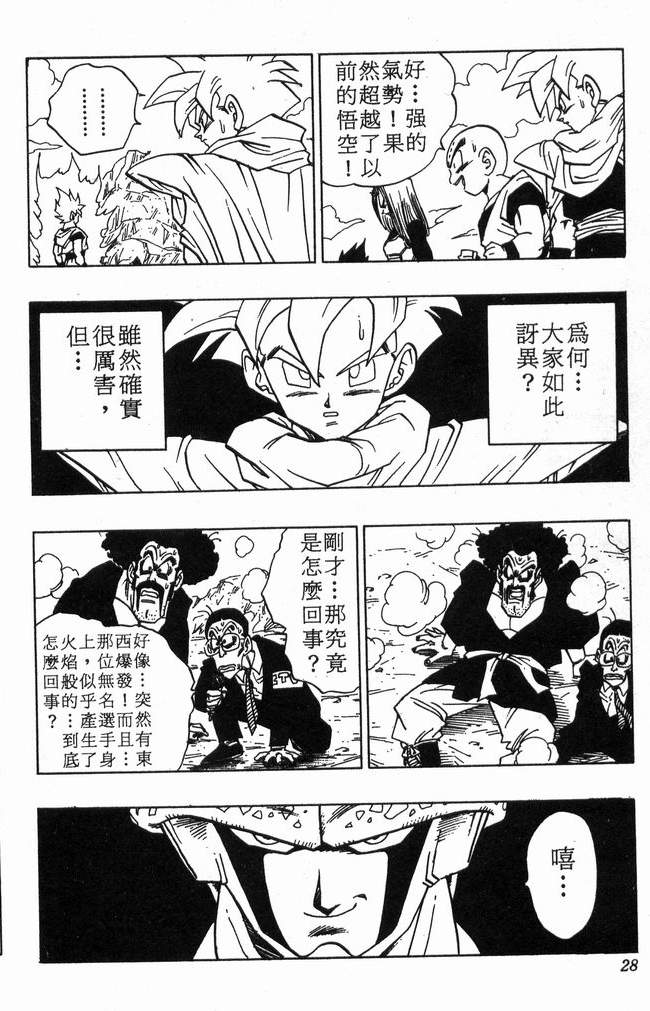 好…强的
氣勢！果
然超越了以
前的悟空！
……
爲何…
大家如此
訝異？
雖然確實
很厲害，
但…
剛才…那究竟
是怎麼回事？
好像…突然有東
西爆發！而且…
那位無名選手身
上，似乎產生了
火焰般的…到底
怎麼回事？
嘻…
28